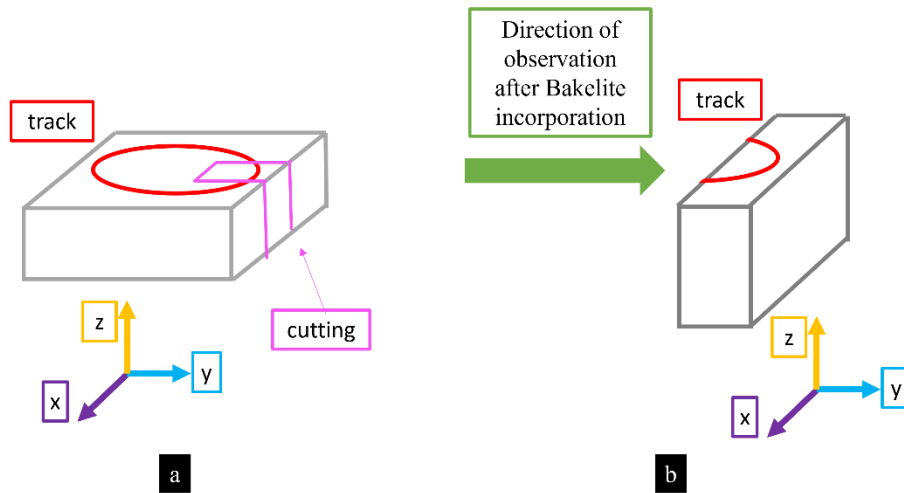 track
cutting
z
y
x
a
Direction of
observation
after Bakelite
incorporation
track
z
y
x
b